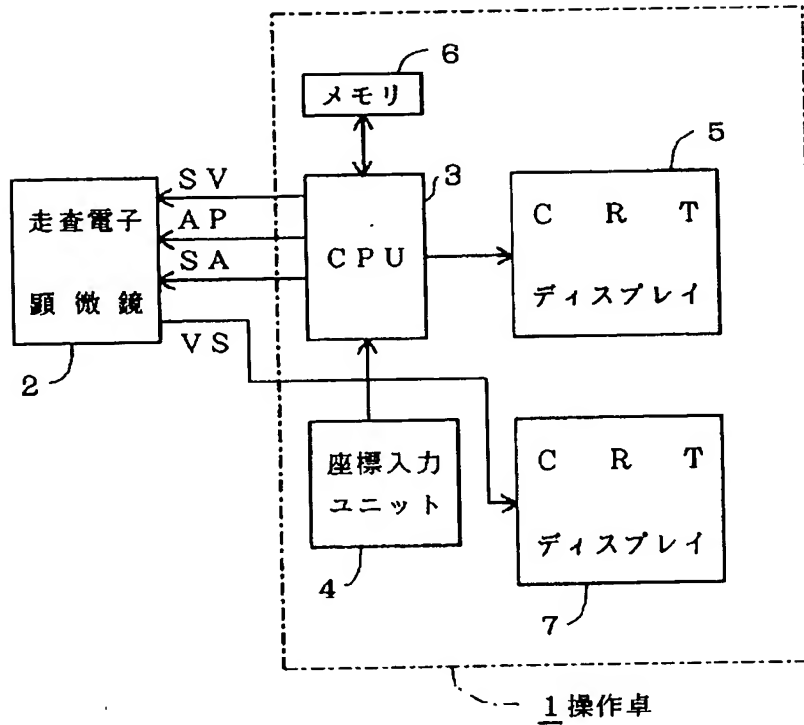 6
メモリ
5
3
SV
走査電子
AP
CPU
C R T
SA
顕微鏡
ディスプレイ
VS
2
座標入力
ユニット
C R T
ディスプレイ
4
7
1 操作卓